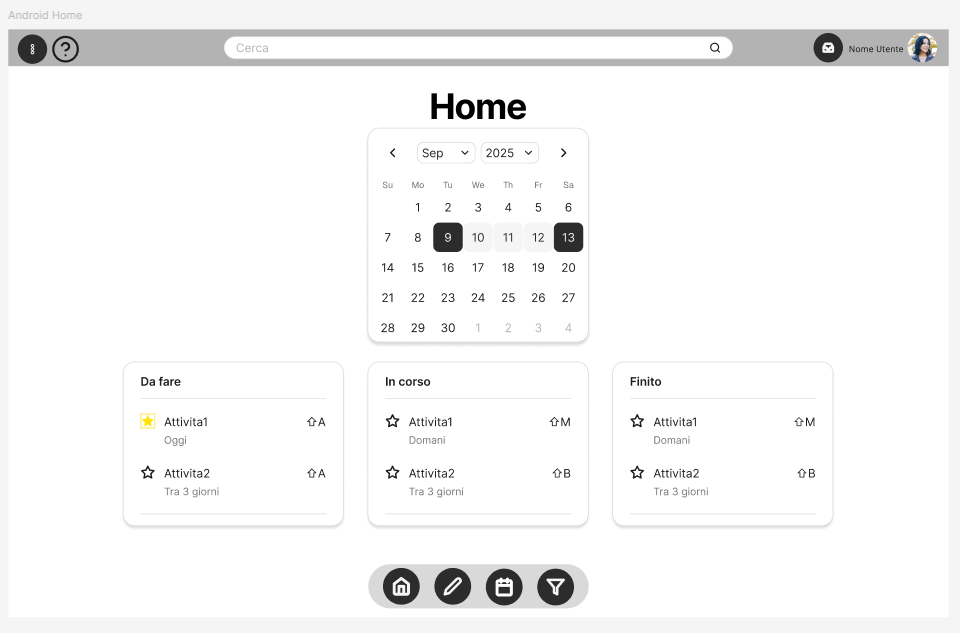 Android Home
Cerca
Nome Utente
Home
Sep 2025
Su Mo Tu We Th Fr Sa
1 2 3 4 5 6
7 8 9 10 11 12 13
14 15 16 17 18 19 20
21 22 23 24 25 26 27
28 29 30 1 2 3 4
Da fare
Attivita1 A
Oggi
Attivita2 A
Tra 3 giorni
In corso
Attivita1 M
Domani
Attivita2 B
Tra 3 giorni
Finito
Attivita1 M
Domani
Attivita2 B
Tra 3 giorni